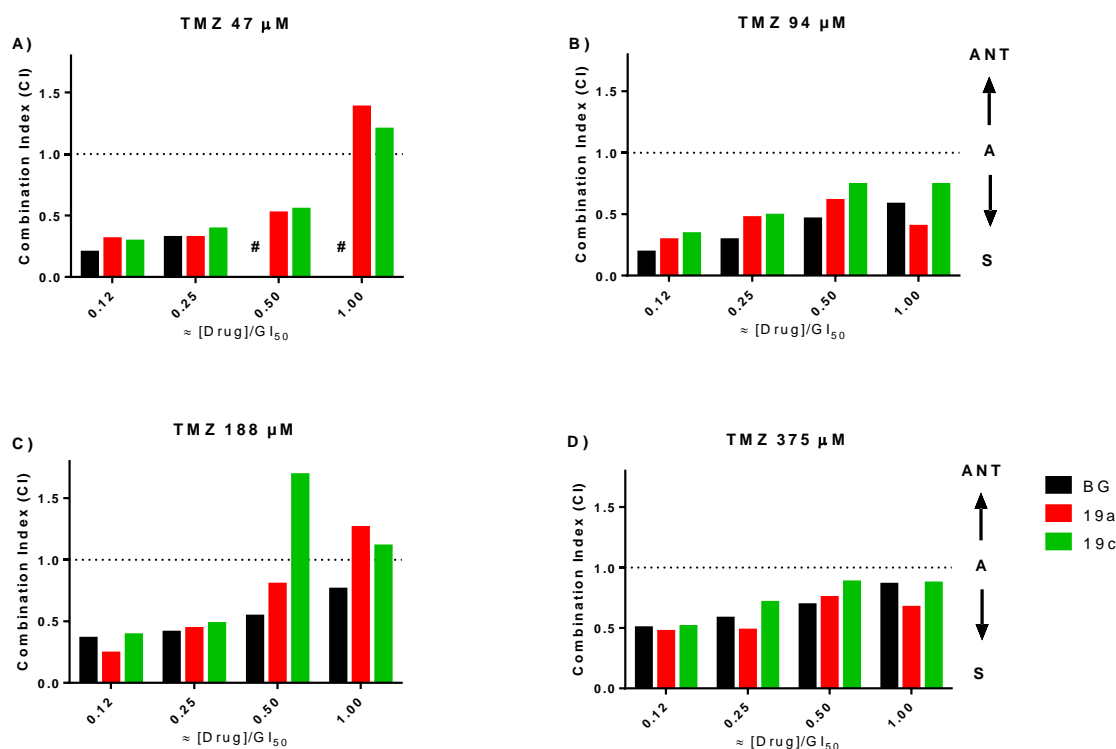 TMZ 47 µM
A)
Combination Index (CI)
1.5
1.0
0.5
0.0
# #
0.12 0.25 0.50 1.00
≈ [Drug]/GI50
TMZ 94 µM
B)
Combination Index (CI)
1.5
1.0
0.5
0.0
0.12 0.25 0.50 1.00
≈ [Drug]/GI50
ANT
A
S
TMZ 188 µM
C)
Combination Index (CI)
1.5
1.0
0.5
0.0
0.12 0.25 0.50 1.00
≈ [Drug]/GI50
TMZ 375 µM
D)
Combination Index (CI)
1.5
1.0
0.5
0.0
0.12 0.25 0.50 1.00
≈ [Drug]/GI50
ANT
A
S
BG
19a
19c